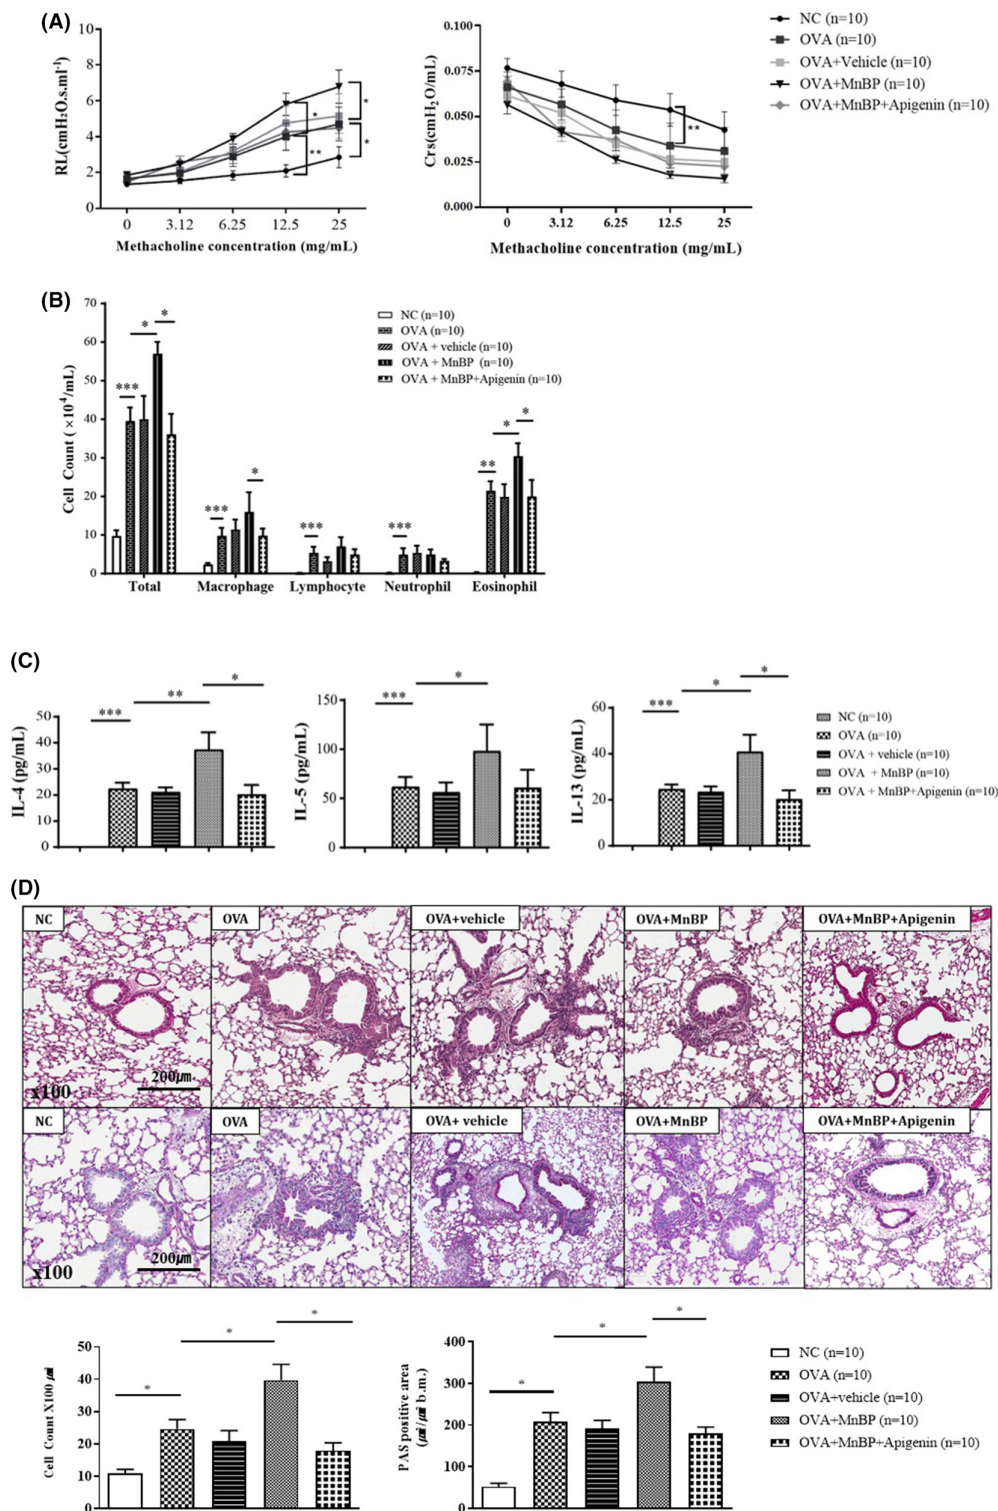 (A)
RL(cmH2O.s.ml-1)
10
8
6
4
2
0
*
*
**
*
0 3.12 6.25 12.5 25
Methacholine concentration (mg/mL)
Crs(cmH2O/mL)
0.100
0.075
0.050
0.025
0.000
**
0 3.12 6.25 12.5 25
Methacholine concentration (mg/mL)
NC (n=10)
OVA (n=10)
OVA+Vehicle (n=10)
OVA+MnBP (n=10)
OVA+MnBP+Apigenin (n=10)
(B)
Cell Count (×10⁴/mL)
70
60
50
40
30
20
10
0
*** * *
*** *
***
***
** * *
Total Macrophage Lymphocyte Neutrophil Eosinophil
NC (n=10)
OVA (n=10)
OVA + vehicle (n=10)
OVA + MnBP (n=10)
OVA + MnBP+Apigenin (n=10)
(C)
IL-4 (pg/mL)
50
40
30
20
10
0
*** ** *
IL-5 (pg/mL)
150
100
50
0
*** *
IL-13 (pg/mL)
60
40
20
0
*** * *
NC (n=10)
OVA (n=10)
OVA + vehicle (n=10)
OVA + MnBP (n=10)
OVA + MnBP+Apigenin (n=10)
(D)
NC
OVA
OVA+vehicle
OVA+MnBP
OVA+MnBP+Apigenin
x100
200㎛
NC
OVA
OVA+ vehicle
OVA+MnBP
OVA+MnBP+Apigenin
x100
200㎛
Cell Count X100 ㎛
50
40
30
20
10
0
* * *
PAS positive area
(㎛/㎛ b.m.)
400
300
200
100
0
* * *
NC (n=10)
OVA (n=10)
OVA+vehicle (n=10)
OVA+MnBP (n=10)
OVA+MnBP+Apigenin (n=10)